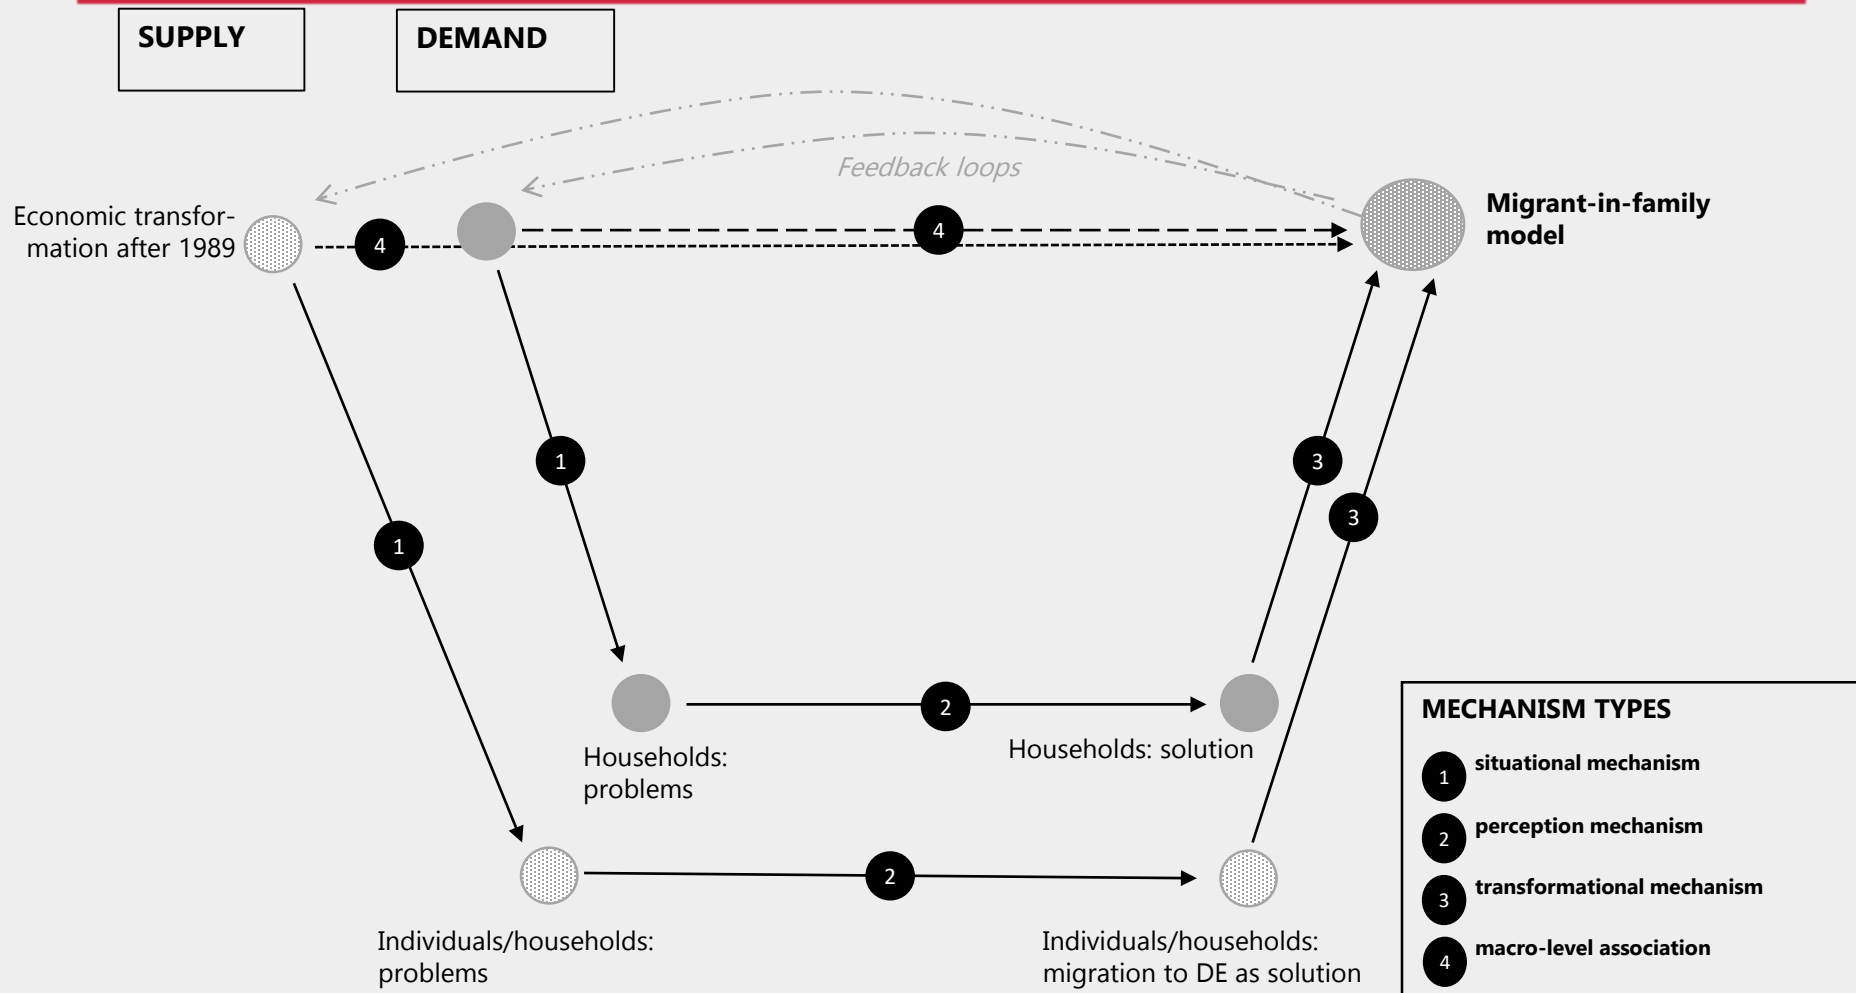 SUPPLY
DEMAND
Feedback loops
Economic transfor-
mation after 1989
4
4
Migrant-in-family
model
1
1
3
3
2
Households:
problems
Households: solution
2
Individuals/households:
problems
Individuals/households:
migration to DE as solution
MECHANISM TYPES
1 situational mechanism
2 perception mechanism
3 transformational mechanism
4 macro-level association